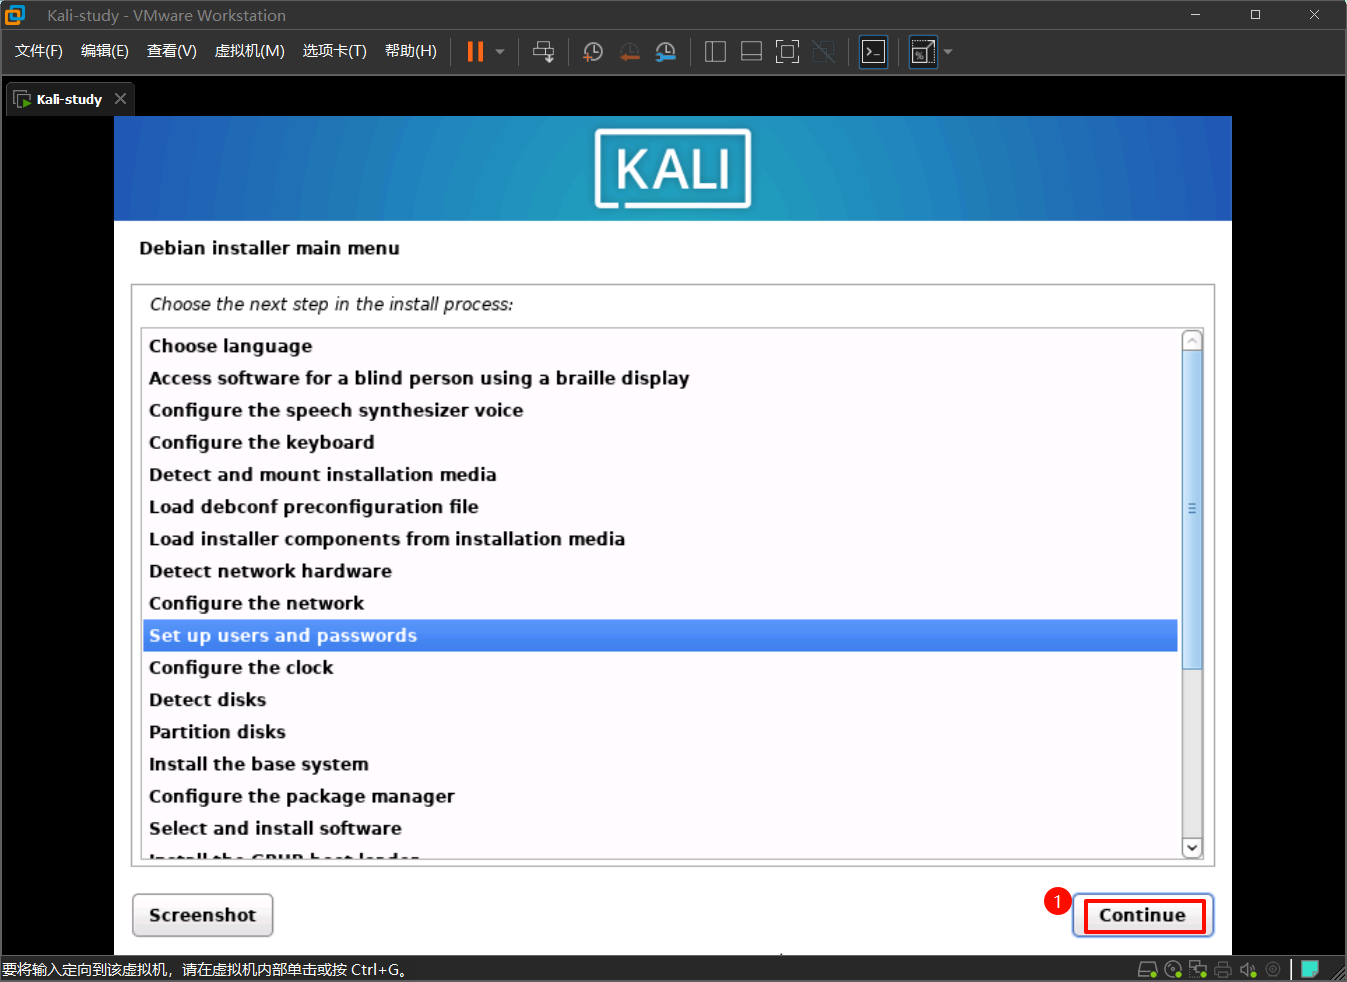 Kali-study - VMware Workstation
文件(F) 编辑(E) 查看(V) 虚拟机(M) 选项卡(T) 帮助(H)
Kali-study
KALI
Debian installer main menu
Choose the next step in the install process:
Choose language
Access software for a blind person using a braille display
Configure the speech synthesizer voice
Configure the keyboard
Detect and mount installation media
Load debconf preconfiguration file
Load installer components from installation media
Detect network hardware
Configure the network
Set up users and passwords
Configure the clock
Detect disks
Partition disks
Install the base system
Configure the package manager
Select and install software
Install the GRUB boot loader
Screenshot
1
Continue
要将输入定向到该虚拟机，请在虚拟机内部单击或按 Ctrl+G。